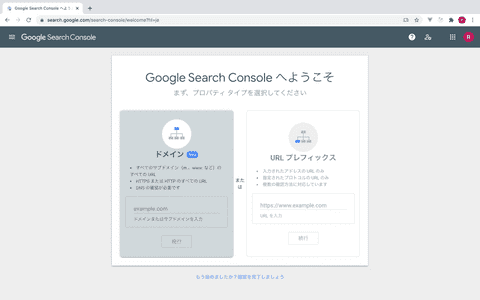 Google Search Console へようこ
search.google.com/search-console/welcome?hl=ja
Google Search Console
R
Google Search Console へようこそ
まず、プロパティ タイプを選択してください
ドメイン
すべてのサブドメイン（m.、www. など）の
すべての URL
HTTPS または HTTP のすべての URL
DNS の確認が必要です
example.com
ドメインまたはサブドメインを入力
続行
または
URL プレフィックス
入力されたアドレスの URL のみ
指定されたプロトコルの URL のみ
複数の確認方法に対応しています
https://www.example.com
URL を入力
続行
もう始めましたか？確認を完了しましょう